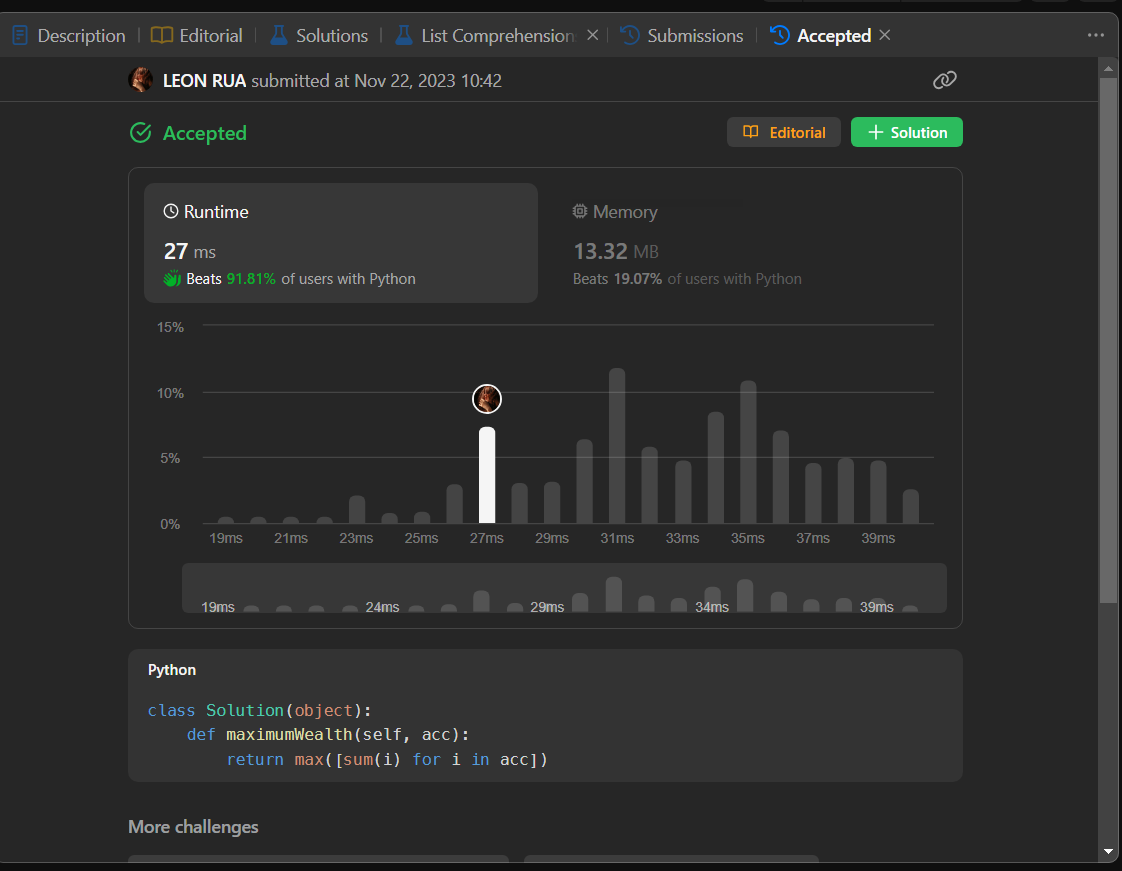 Description Editorial Solutions List Comprehension Submissions Accepted
LEON RUA submitted at Nov 22, 2023 10:42
Accepted
Editorial
Solution
Runtime
27 ms
Beats 91.81% of users with Python
Memory
13.32 MB
Beats 19.07% of users with Python
15%
10%
5%
0%
19ms 21ms 23ms 25ms 27ms 29ms 31ms 33ms 35ms 37ms 39ms
19ms 24ms 29ms 34ms 39ms
Python
class Solution(object):
    def maximumWealth(self, acc):
        return max([sum(i) for i in acc])
More challenges